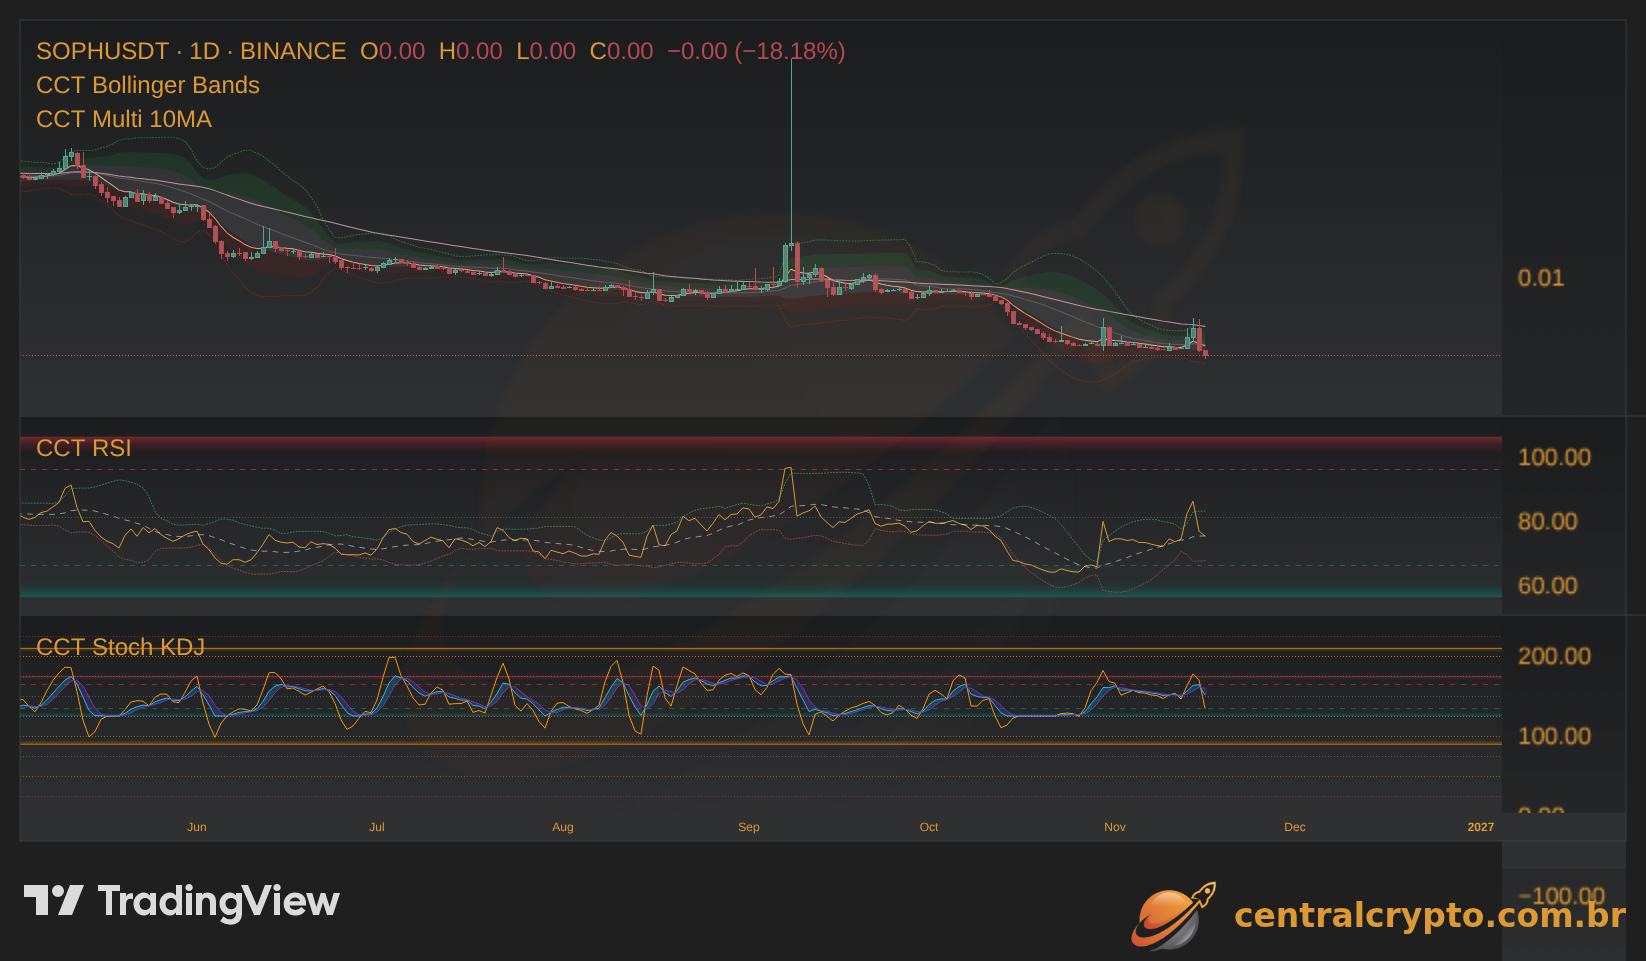 SOPHUSDT · 1D · BINANCE O0.00 H0.00 L0.00 C0.00 −0.00 (−18.18%)
CCT Bollinger Bands
CCT Multi 10MA
0.01
CCT RSI
100.00
80.00
60.00
CCT Stoch KDJ
200.00
100.00
0.00
Jun Jul Aug Sep Oct Nov Dec 2027
−100.00
TradingView
centralcrypto.com.br